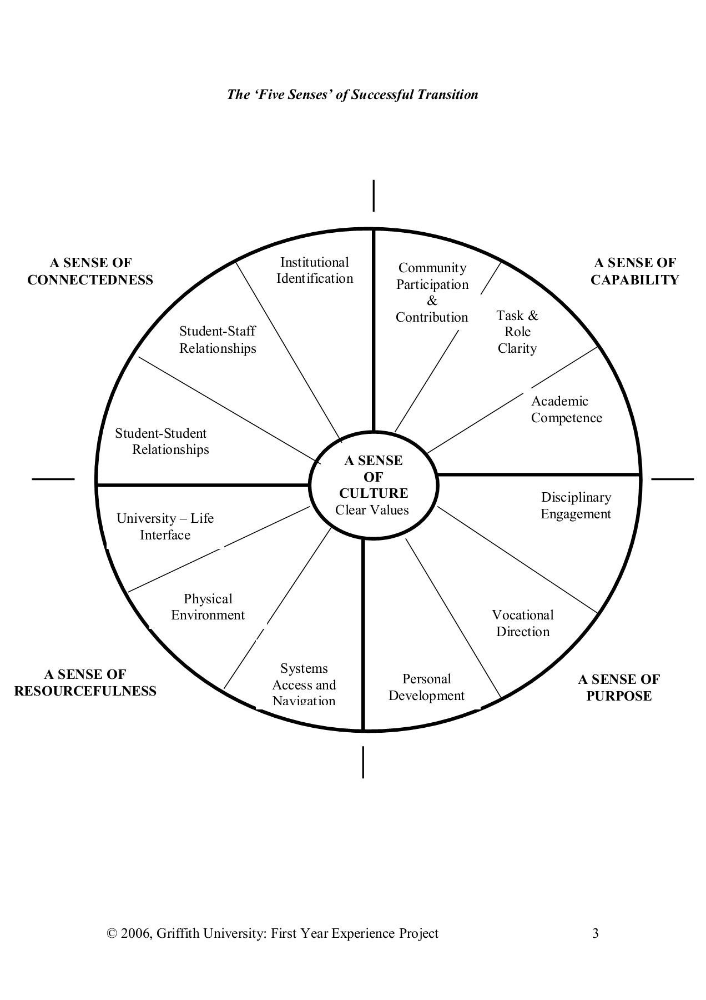 The ‘Five Senses’ of Successful Transition
A SENSE OF
CONNECTEDNESS
A SENSE OF
CAPABILITY
Institutional
Identification
Community
Participation
&
Contribution
Task &
Role
Clarity
Student-Staff
Relationships
Academic
Competence
Student-Student
Relationships
A SENSE
OF
CULTURE
Clear Values
Disciplinary
Engagement
University – Life
Interface
Physical
Environment
Vocational
Direction
Systems
Access and
Navigation
Personal
Development
A SENSE OF
RESOURCEFULNESS
A SENSE OF
PURPOSE
© 2006, Griffith University: First Year Experience Project 3